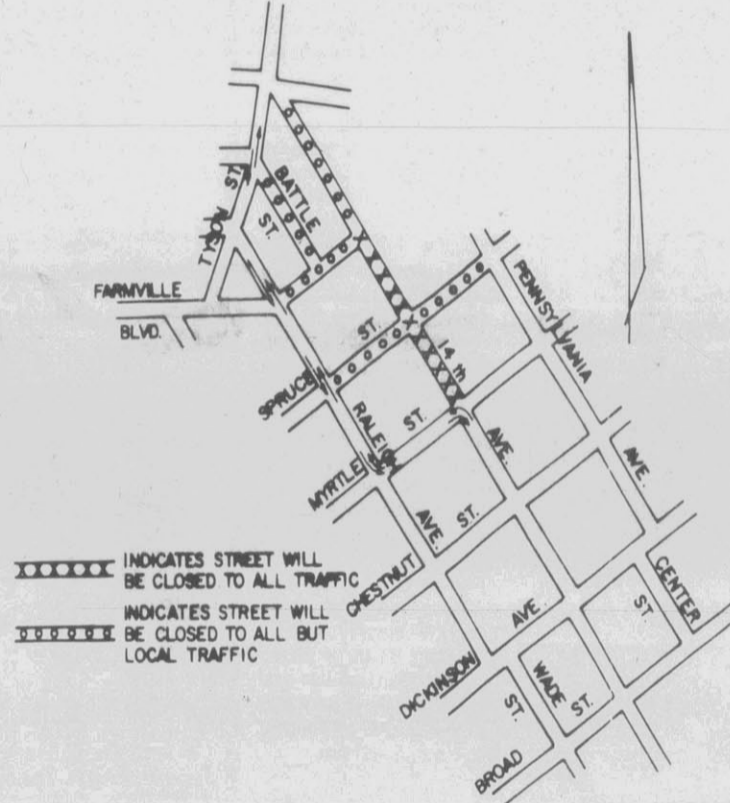 BATTLE
ST.
TYSON ST.
FARMVILLE
BLVD.
PENNSYLVANIA
AVE.
14 th
AVE.
SPRUCE
ST.
RALEIGH
AVE.
MYRTLE
ST.
CHESTNUT
ST.
DICKINSON
AVE.
CENTER
ST.
WADE
ST.
BROAD
ST.
INDICATES STREET WILL
BE CLOSED TO ALL TRAFFIC
INDICATES STREET WILL
BE CLOSED TO ALL BUT
LOCAL TRAFFIC